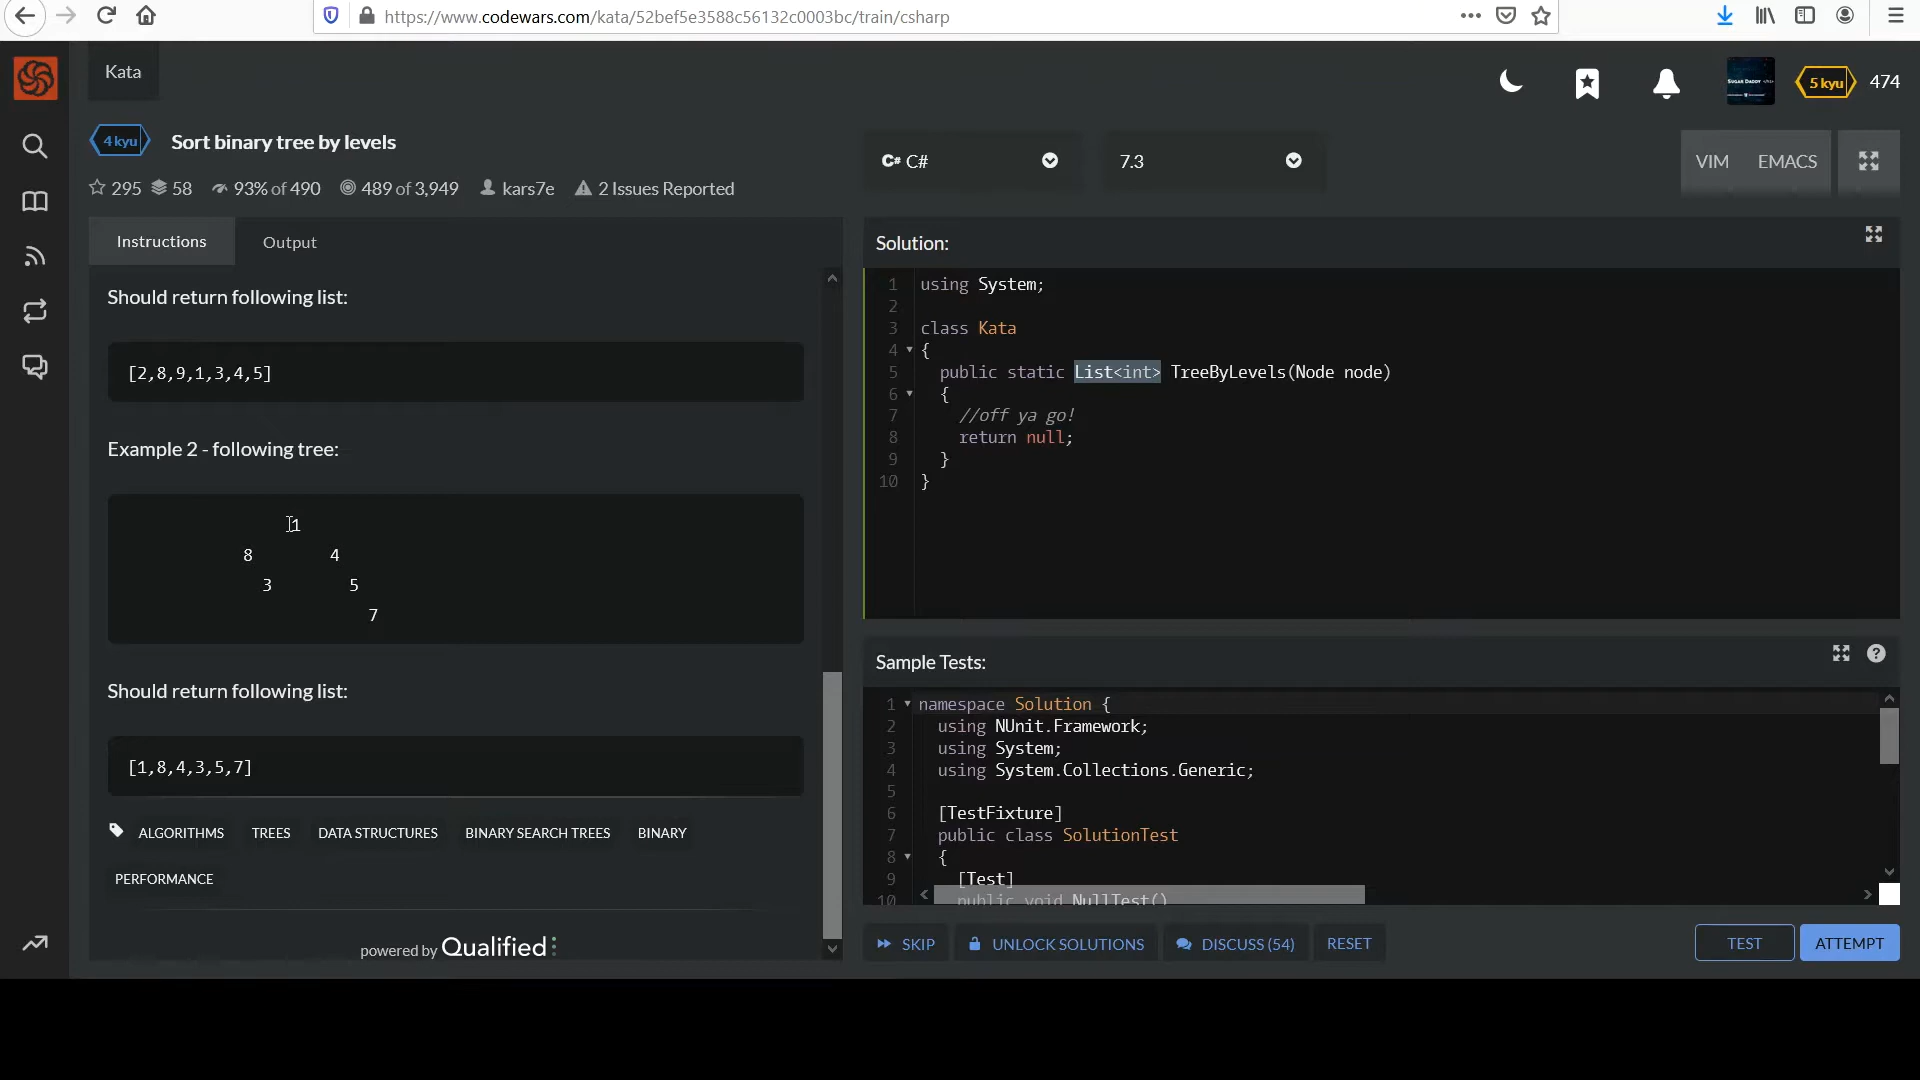 https://www.codewars.com/kata/52bef5e3588c56132c0003bc/train/csharp
Kata
SUGAR DADDY
5 kyu
474
4 kyu
Sort binary tree by levels
295 58 93% of 490 489 of 3,949 kars7e 2 Issues Reported
C# C#
7.3
VIM EMACS
Instructions
Output
Should return following list:
[2,8,9,1,3,4,5]
Example 2 - following tree:
1
8 4
3 5
7
Should return following list:
[1,8,4,3,5,7]
ALGORITHMS TREES DATA STRUCTURES BINARY SEARCH TREES BINARY
PERFORMANCE
powered by Qualified
Solution:
1 using System;
2
3 class Kata
4 {
5 public static List<int> TreeByLevels(Node node)
6 {
7 //off ya go!
8 return null;
9 }
10 }
Sample Tests:
1 namespace Solution {
2 using NUnit.Framework;
3 using System;
4 using System.Collections.Generic;
5
6 [TestFixture]
7 public class SolutionTest
8 {
9 [Test]
10 public void NullTest()
SKIP
UNLOCK SOLUTIONS
DISCUSS (54)
RESET
TEST
ATTEMPT